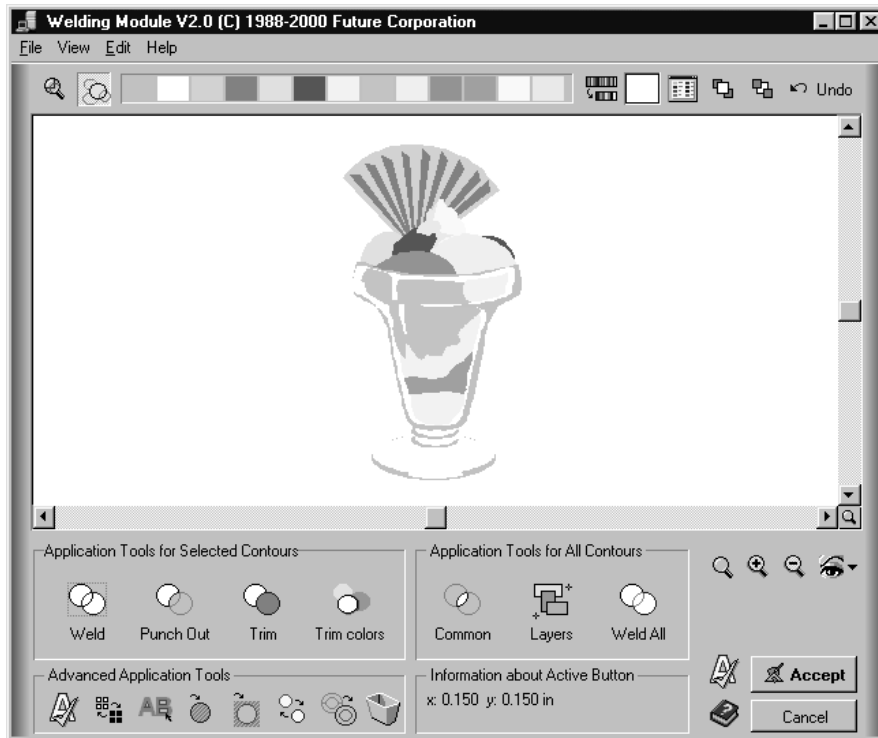 Welding Module V2.0 (C) 1988-2000 Future Corporation
File View Edit Help
Undo
Application Tools for Selected Contours
Weld Punch Out Trim Trim colors
Application Tools for All Contours
Common Layers Weld All
Advanced Application Tools
AB
Information about Active Button
x: 0.150 y: 0.150 in
Accept
Cancel